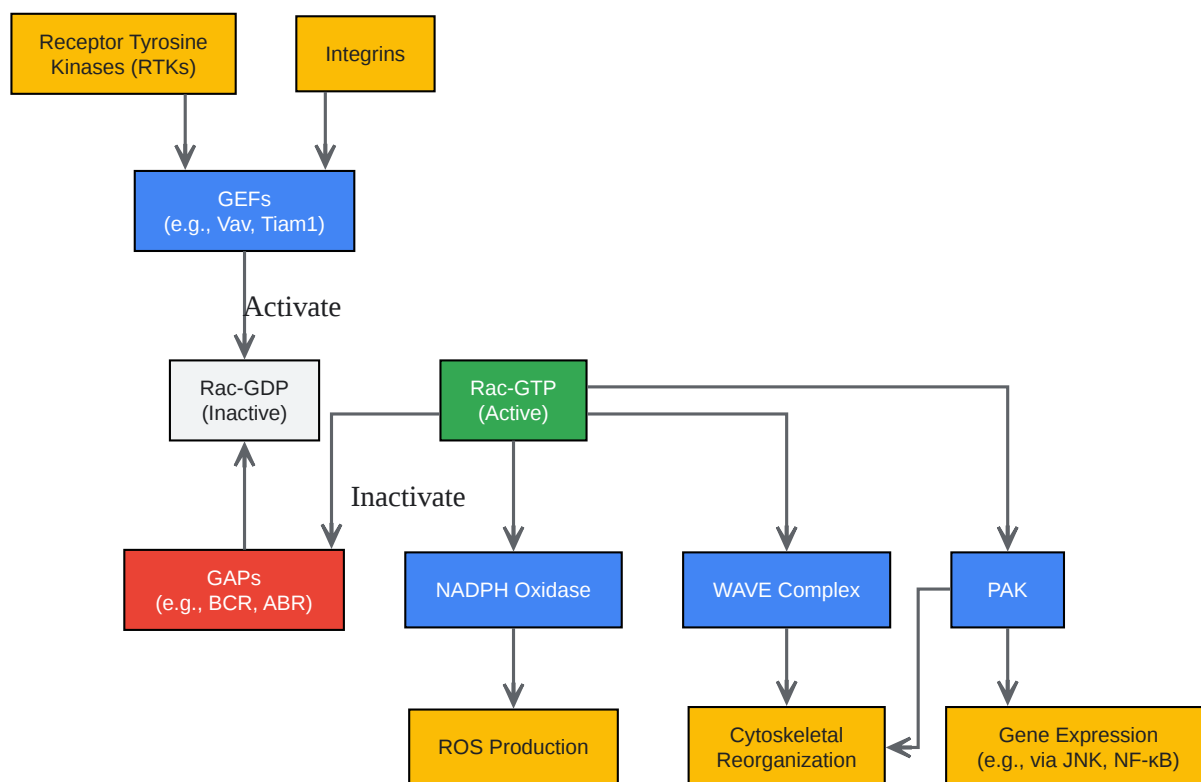 Receptor Tyrosine
Kinases (RTKs)
Integrins
GEFs
(e.g., Vav, Tiam1)
Activate
Rac-GDP
(Inactive)
Rac-GTP
(Active)
Inactivate
GAPs
(e.g., BCR, ABR)
NADPH Oxidase
WAVE Complex
PAK
ROS Production
Cytoskeletal
Reorganization
Gene Expression
(e.g., via JNK, NF-κB)